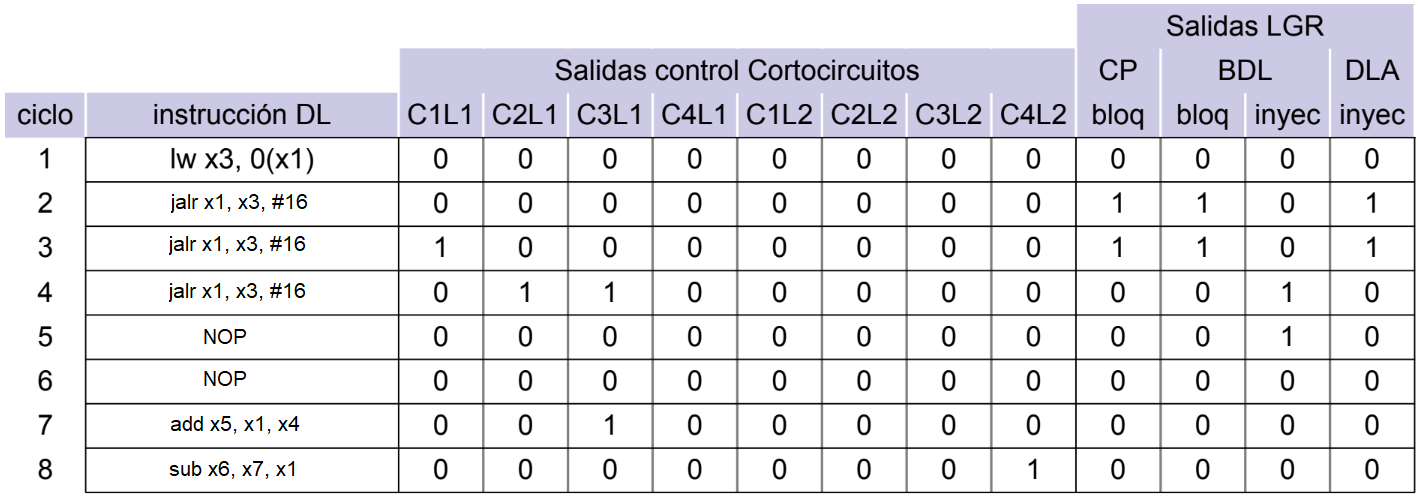 Salidas LGR
Salidas control Cortocircuitos CP BDL DLA
ciclo instrucción DL C1L1 C2L1 C3L1 C4L1 C1L2 C2L2 C3L2 C4L2 bloq bloq inyec inyec
1 lw x3, 0(x1) 0 0 0 0 0 0 0 0 0 0 0 0
2 jalr x1, x3, #16 0 0 0 0 0 0 0 0 1 1 0 1
3 jalr x1, x3, #16 1 0 0 0 0 0 0 0 1 1 0 1
4 jalr x1, x3, #16 0 1 1 0 0 0 0 0 0 0 1 0
5 NOP 0 0 0 0 0 0 0 0 0 0 1 0
6 NOP 0 0 0 0 0 0 0 0 0 0 0 0
7 add x5, x1, x4 0 0 1 0 0 0 0 0 0 0 0 0
8 sub x6, x7, x1 0 0 0 0 0 0 0 1 0 0 0 0